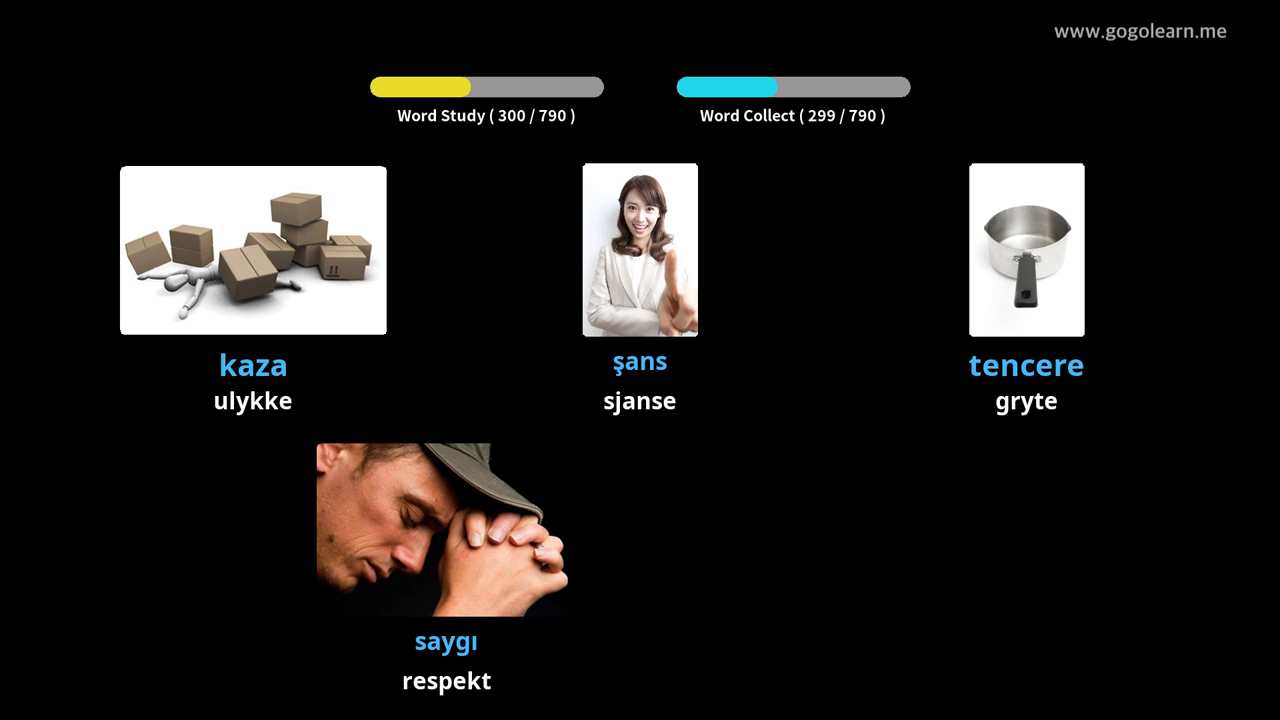 www.gogolearn.me
Word Study ( 300 / 790 )
Word Collect ( 299 / 790 )
kaza
ulykke
şans
sjanse
tencere
gryte
saygı
respekt